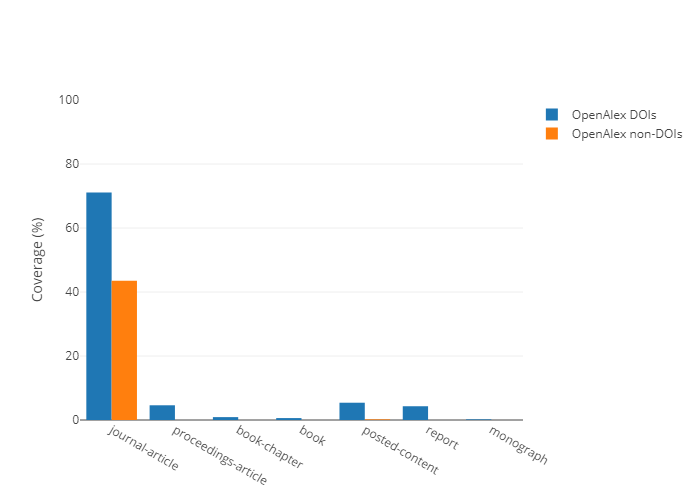 100
80
60
40
20
0
Coverage (%)
journal-article
proceedings-article
book-chapter
book
posted-content
report
monograph
OpenAlex DOIs
OpenAlex non-DOIs